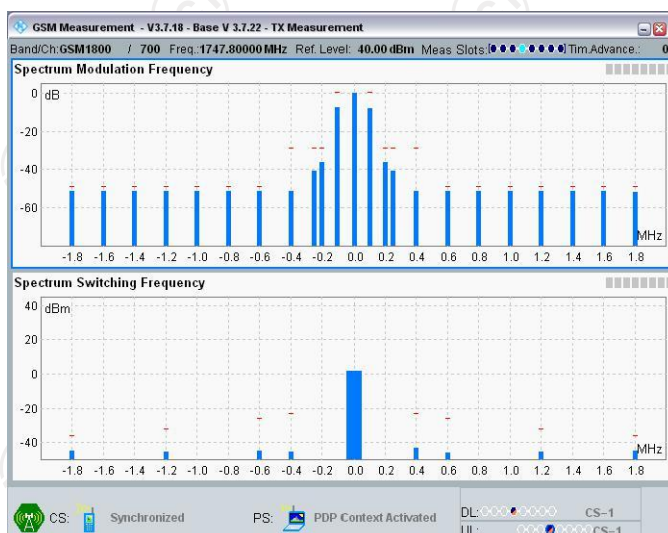 GSM Measurement - V3.7.18 - Base V 3.7.22 - TX Measurement
Band/Ch:GSM1800 / 700 Freq.:1747.80000 MHz Ref. Level: 40.00 dBm Meas Slots: Tim.Advance.: 0
Spectrum Modulation Frequency
0 dB
-20
-40
-60
MHz
-1.8 -1.6 -1.4 -1.2 -1.0 -0.8 -0.6 -0.4 -0.2 0.0 0.2 0.4 0.6 0.8 1.0 1.2 1.4 1.6 1.8
Spectrum Switching Frequency
40 dBm
20
0
-20
-40
MHz
-1.8 -1.6 -1.4 -1.2 -1.0 -0.8 -0.6 -0.4 -0.2 0.0 0.2 0.4 0.6 0.8 1.0 1.2 1.4 1.6 1.8
CS: Synchronized PS: PDP Context Activated DL: CS-1
UL: CS-1